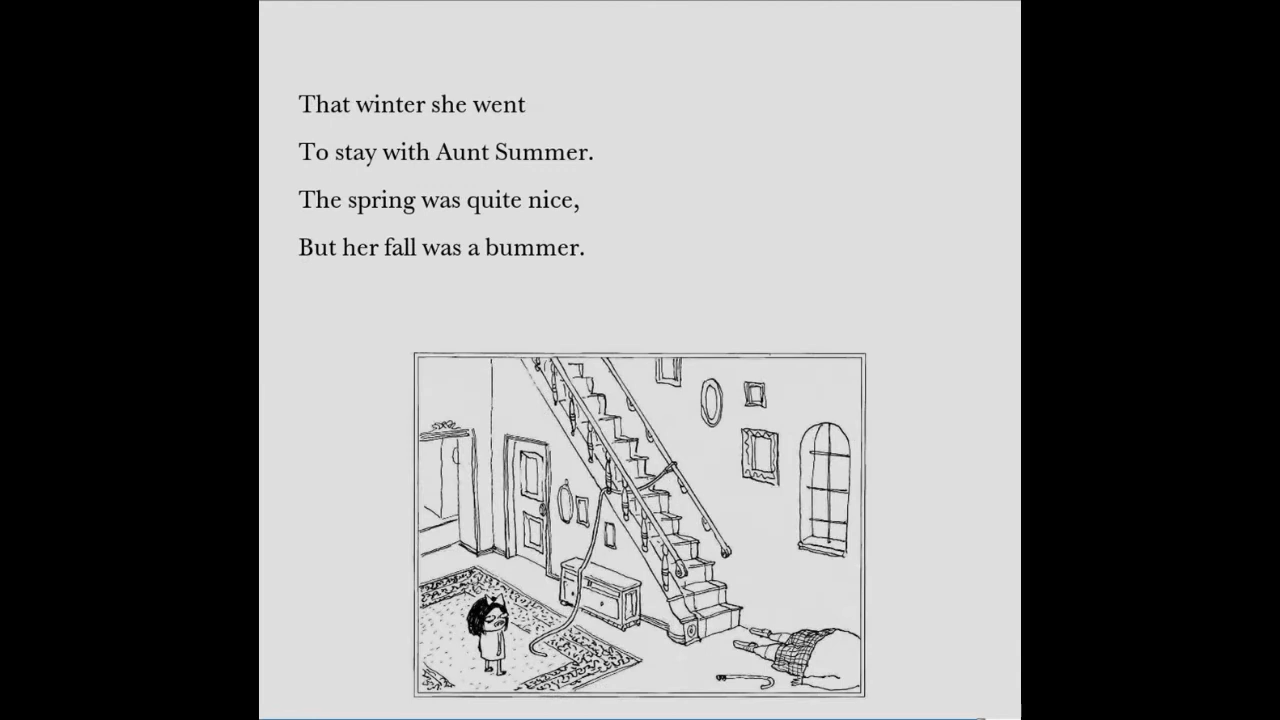 That winter she went
To stay with Aunt Summer.
The spring was quite nice,
But her fall was a bummer.